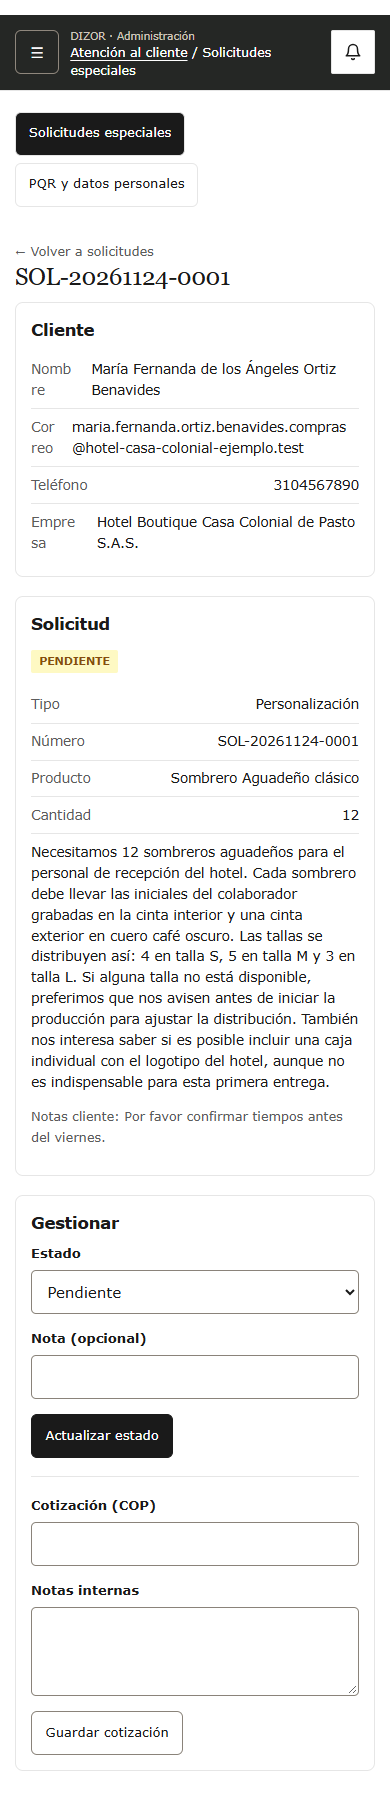 ☰
DIZOR · Administración
Atención al cliente / Solicitudes
especiales
Solicitudes especiales
PQR y datos personales
← Volver a solicitudes
SOL-20261124-0001
Cliente
Nomb
re
María Fernanda de los Ángeles Ortiz
Benavides
Cor
reo
maria.fernanda.ortiz.benavides.compras
@hotel-casa-colonial-ejemplo.test
Teléfono 3104567890
Empre
sa
Hotel Boutique Casa Colonial de Pasto
S.A.S.
Solicitud
PENDIENTE
Tipo Personalización
Número SOL-20261124-0001
Producto Sombrero Aguadeño clásico
Cantidad 12
Necesitamos 12 sombreros aguadeños para el
personal de recepción del hotel. Cada sombrero
debe llevar las iniciales del colaborador
grabadas en la cinta interior y una cinta
exterior en cuero café oscuro. Las tallas se
distribuyen así: 4 en talla S, 5 en talla M y 3 en
talla L. Si alguna talla no está disponible,
preferimos que nos avisen antes de iniciar la
producción para ajustar la distribución. También
nos interesa saber si es posible incluir una caja
individual con el logotipo del hotel, aunque no
es indispensable para esta primera entrega.
Notas cliente: Por favor confirmar tiempos antes
del viernes.
Gestionar
Estado
Pendiente
Nota (opcional)
Actualizar estado
Cotización (COP)
Notas internas
Guardar cotización